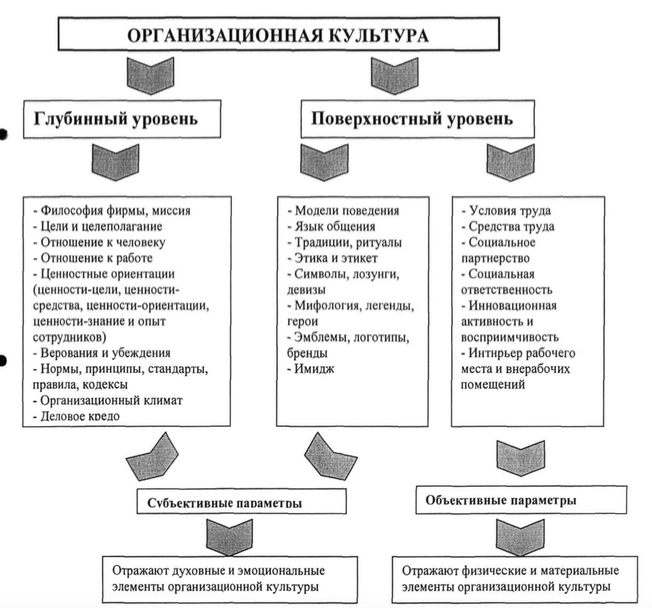 ОРГАНИЗАЦИОННАЯ КУЛЬТУРА
Глубинный уровень
Поверхностный уровень
- Философия фирмы, миссия
- Цели и целеполагание
- Отношение к человеку
- Отношение к работе
- Ценностные ориентации
(ценности-цели, ценности-
средства, ценности-ориентации,
ценности-знание и опыт
сотрудников)
- Верования и убеждения
- Нормы, принципы, стандарты,
правила, кодексы
- Организационный климат
- Деловое кредо
- Модели поведения
- Язык общения
- Традиции, ритуалы
- Этика и этикет
- Символы, лозунги,
девизы
- Мифология, легенды,
герои
- Эмблемы, логотипы,
бренды
- Имидж
- Условия труда
- Средства труда
- Социальное
партнерство
- Социальная
ответственность
- Инновационная
активность и
восприимчивость
- Интнрьер рабочего
места и внерабочих
помещений
Субъективные параметры
Объективные параметры
Отражают духовные и эмоциональные
элементы организационной культуры
Отражают физические и материальные
элементы организационной культуры